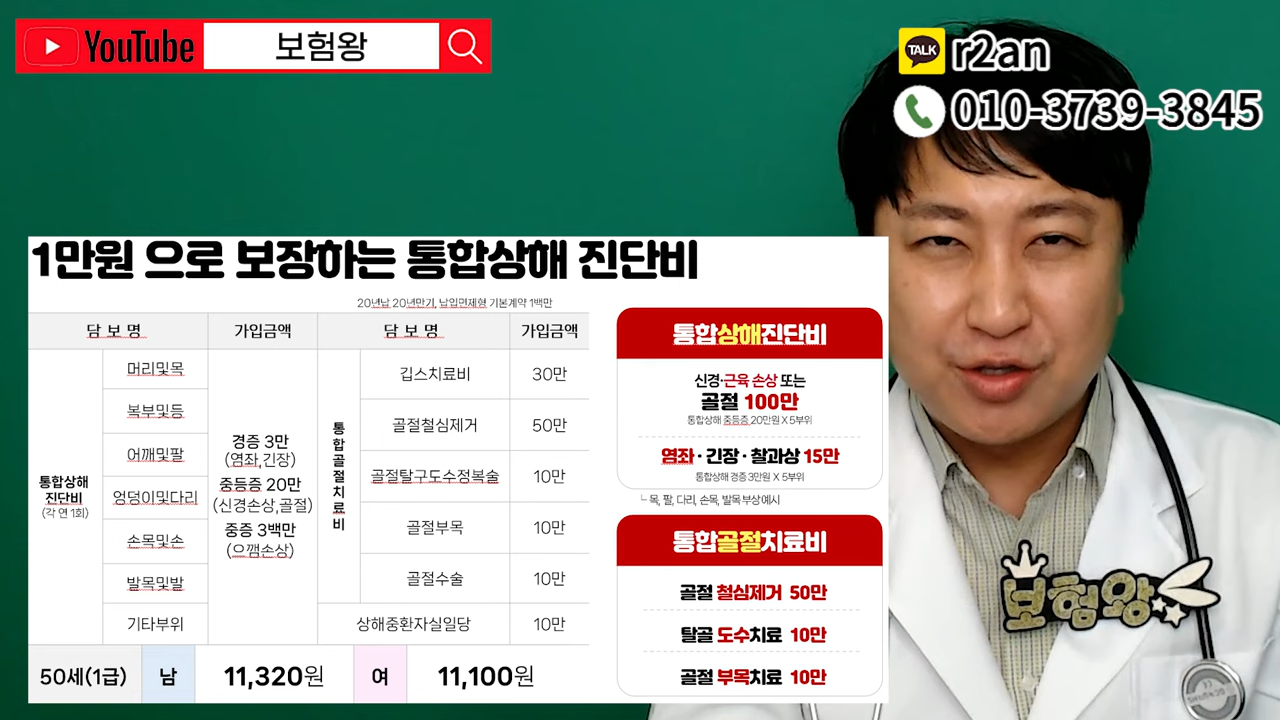 YouTube 보험왕
TALK r2an
010-3739-3845
1만원 으로 보장하는 통합상해 진단비
20년납 20년만기, 납입면제형 기본계약 1백만
담 보 명 가입금액 담 보 명 가입금액
통합상해
진단비
(각 연 1회)
머리및목
복부및등
어깨및팔
엉덩이및다리
손목및손
발목및발
기타부위
경증 3만
(염좌,긴장)
중등증 20만
(신경손상,골절)
중증 3백만
(으깸손상)
통합골절치료비
깁스치료비 30만
골절철심제거 50만
골절탈구도수정복술 10만
골절부목 10만
골절수술 10만
상해중환자실일당 10만
50세(1급) 남 11,320원 여 11,100원
통합상해진단비
신경·근육 손상 또는
골절 100만
통합상해 중등증 20만원 X 5부위
염좌·긴장·찰과상 15만
통합상해 경증 3만원 X 5부위
└ 목, 팔, 다리, 손목, 발목 부상 예시
통합골절치료비
골절 철심제거 50만
탈골 도수치료 10만
골절 부목치료 10만
보험왕